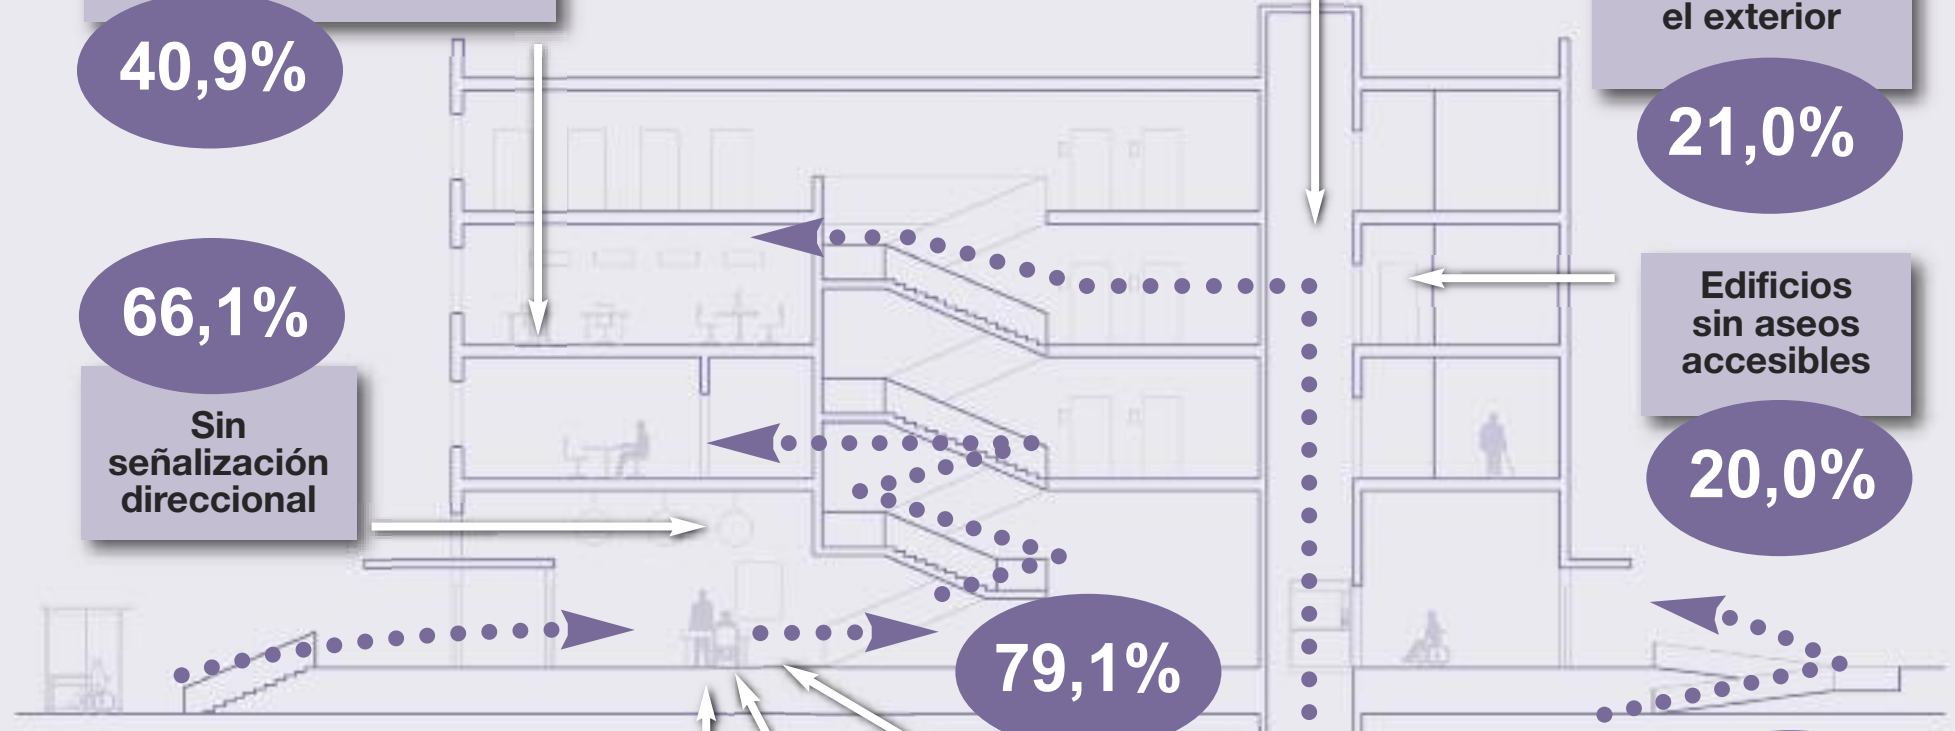 40,9%
66,1%
Sin
señalización
direccional
79,1%
el exterior
21,0%
Edificios
sin aseos
accesibles
20,0%